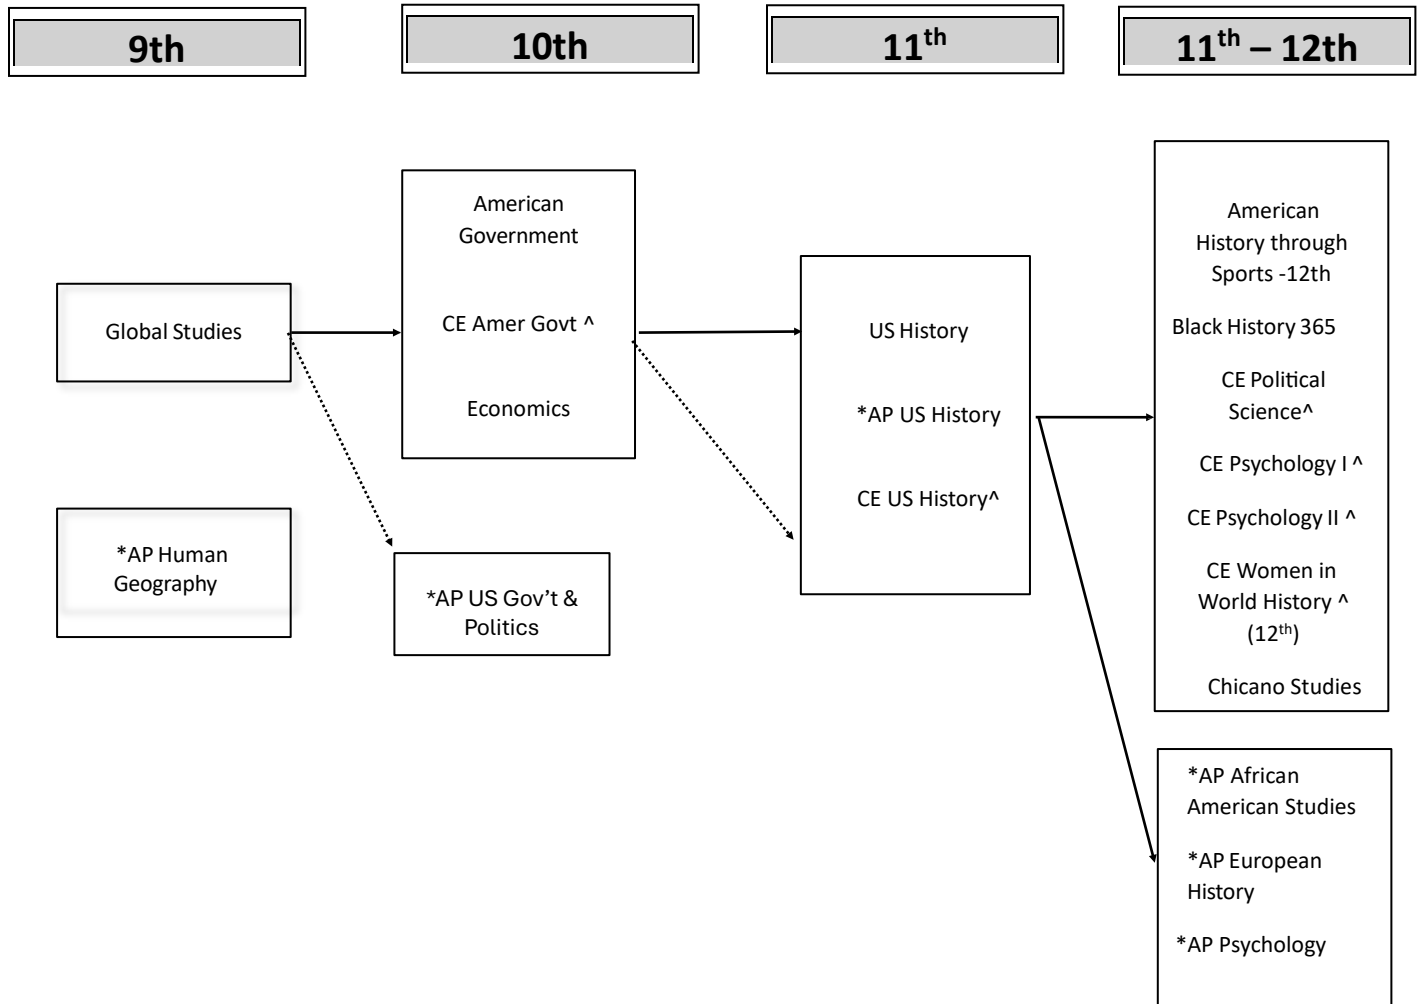 9th
10th
11th
11th – 12th
Global Studies
*AP Human
Geography
American
Government
CE Amer Govt ^
Economics
*AP US Gov’t &
Politics
US History
*AP US History
CE US History^
American
History through
Sports -12th
Black History 365
CE Political
Science^
CE Psychology I ^
CE Psychology II ^
CE Women in
World History ^
(12th)
Chicano Studies
*AP African
American Studies
*AP European
History
*AP Psychology